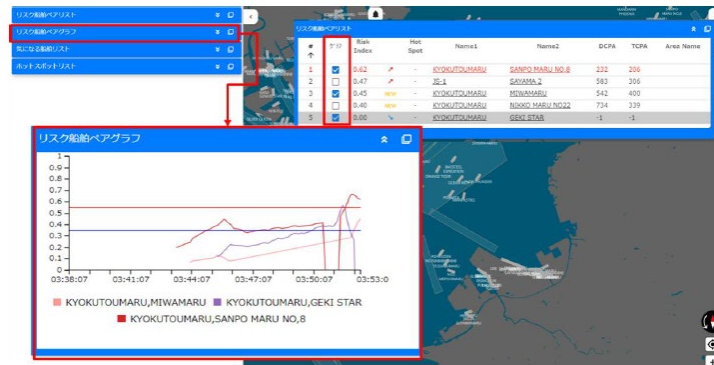 リスク船舶ペアリスト
リスク船舶ペアグラフ
気になる船舶リスト
ホットスポットリスト
リスク船舶ペアリスト
# グラフ Risk Index Hot Spot Name1 Name2 DCPA TCPA Area Name
1 0.62 - KYOKUTOUMARU SANPO MARU NO,8 232 206
2 0.47 - JS-1 SAYAMA 2 583 306
3 0.45 NEW - KYOKUTOUMARU MIWAMARU 542 400
4 0.40 NEW - KYOKUTOUMARU NIKKO MARU NO22 734 339
5 0.00 - KYOKUTOUMARU GEKI STAR -1 -1
リスク船舶ペアグラフ
1
0.9
0.8
0.7
0.6
0.5
0.4
0.3
0.2
0.1
0
03:38:07 03:41:07 03:44:07 03:47:07 03:50:07 03:53:0
KYOKUTOUMARU,MIWAMARU KYOKUTOUMARU,GEKI STAR
KYOKUTOUMARU,SANPO MARU NO,8